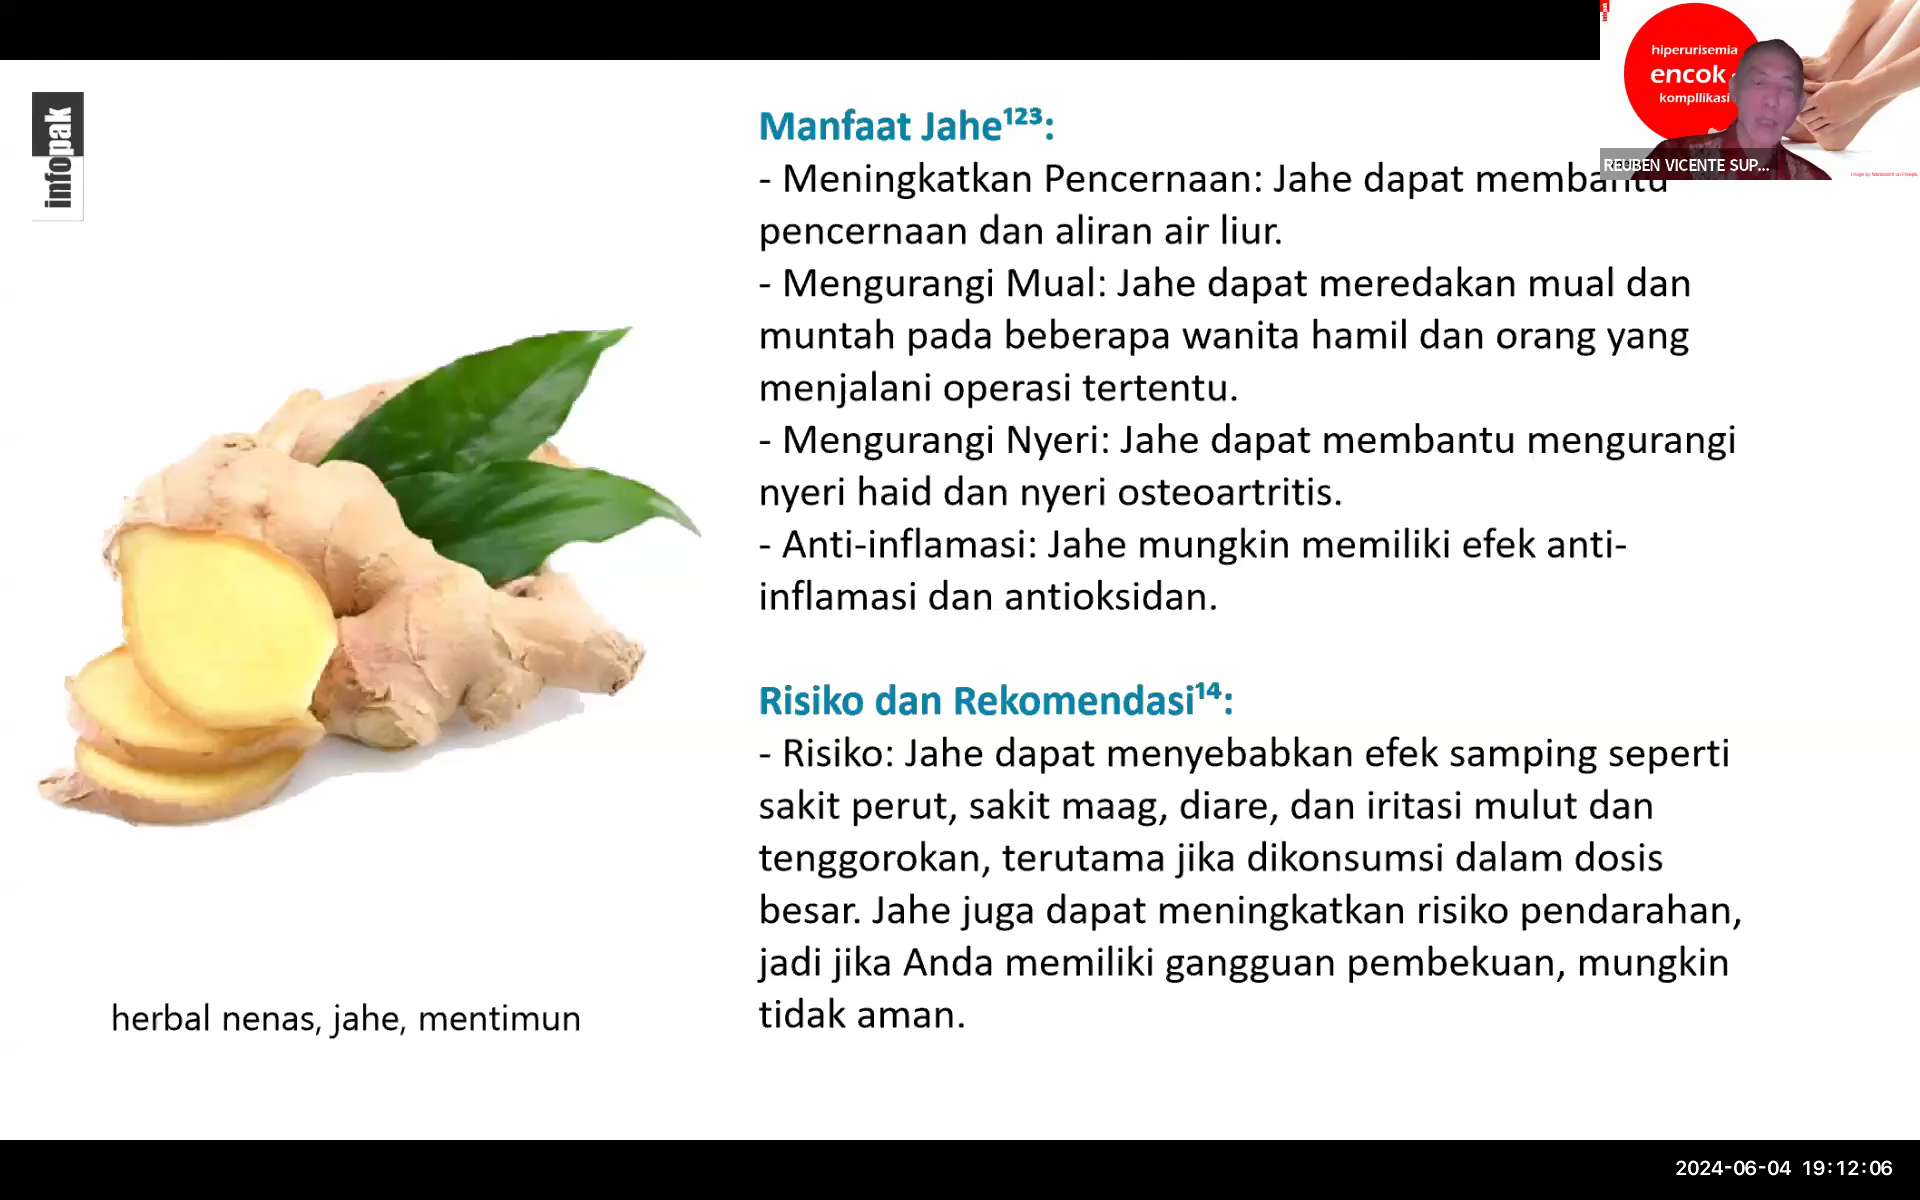 infopak
hiperurisemia
encok
kompllikasi
REUBEN VICENTE SUP...
Manfaat Jahe¹²³:
- Meningkatkan Pencernaan: Jahe dapat membantu
pencernaan dan aliran air liur.
- Mengurangi Mual: Jahe dapat meredakan mual dan
muntah pada beberapa wanita hamil dan orang yang
menjalani operasi tertentu.
- Mengurangi Nyeri: Jahe dapat membantu mengurangi
nyeri haid dan nyeri osteoartritis.
- Anti-inflamasi: Jahe mungkin memiliki efek anti-
inflamasi dan antioksidan.
Risiko dan Rekomendasi¹⁴:
- Risiko: Jahe dapat menyebabkan efek samping seperti
sakit perut, sakit maag, diare, dan iritasi mulut dan
tenggorokan, terutama jika dikonsumsi dalam dosis
besar. Jahe juga dapat meningkatkan risiko pendarahan,
jadi jika Anda memiliki gangguan pembekuan, mungkin
tidak aman.
herbal nenas, jahe, mentimun
2024-06-04 19:12:06